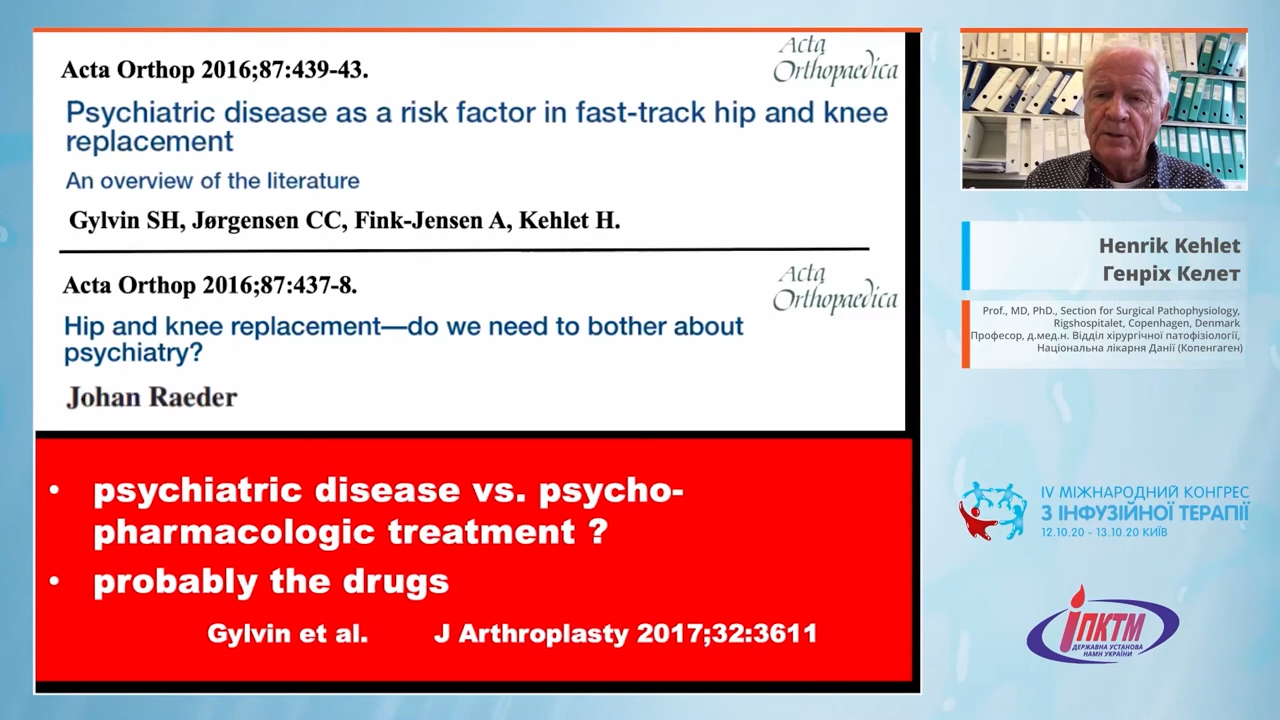 Acta Orthop 2016;87:439-43.
Acta
Orthopaedica
Psychiatric disease as a risk factor in fast-track hip and knee
replacement
An overview of the literature
Gylvin SH, Jørgensen CC, Fink-Jensen A, Kehlet H.
Acta Orthop 2016;87:437-8.
Acta
Orthopaedica
Hip and knee replacement—do we need to bother about
psychiatry?
Johan Raeder
• psychiatric disease vs. psycho-
pharmacologic treatment ?
• probably the drugs
Gylvin et al. J Arthroplasty 2017;32:3611
Henrik Kehlet
Генріх Келет
Prof., MD, PhD., Section for Surgical Pathophysiology,
Rigshospitalet, Copenhagen, Denmark
Професор, д.мед.н. Відділ хірургічної патофізіології,
Національна лікарня Данії (Копенгаген)
IV МІЖНАРОДНИЙ КОНГРЕС
З ІНФУЗІЙНОЇ ТЕРАПІЇ
12.10.20 - 13.10.20 КИЇВ
ІПКТМ
ДЕРЖАВНА УСТАНОВА
НАМН УКРАЇНИ